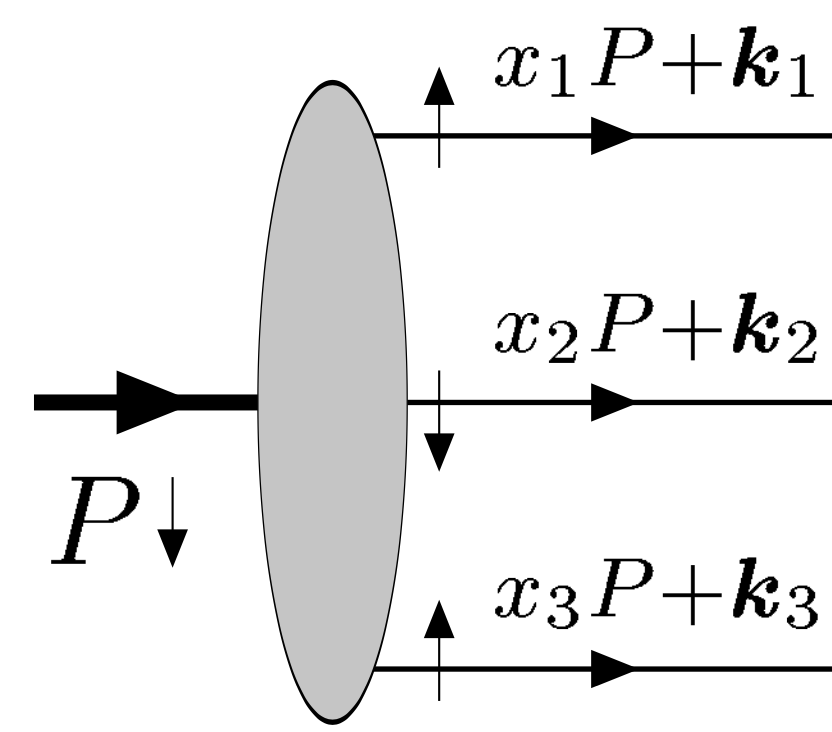 x₁P+𝒌₁
x₂P+𝒌₂
P↓
x₃P+𝒌₃